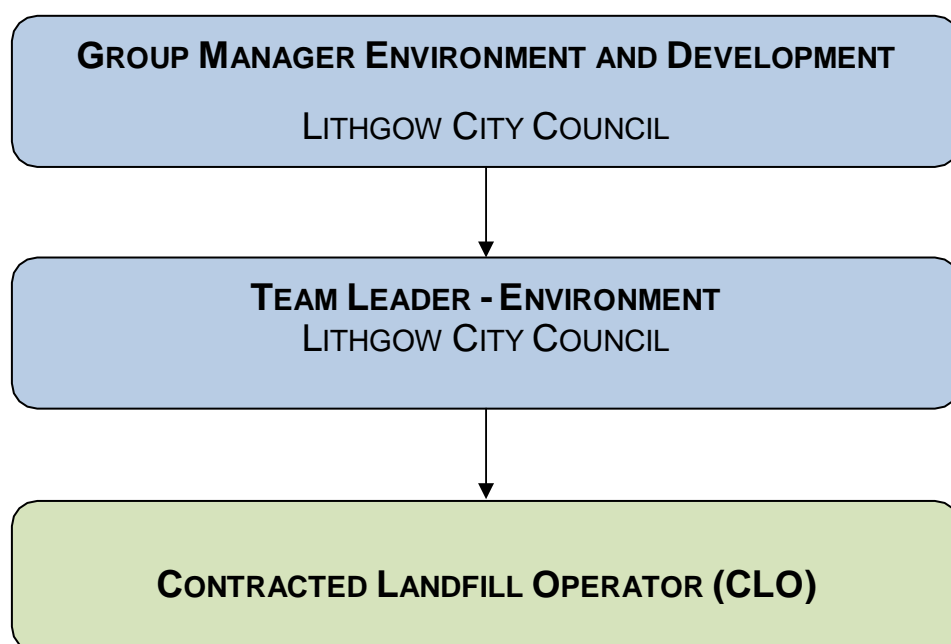 GROUP MANAGER ENVIRONMENT AND DEVELOPMENT
LITHGOW CITY COUNCIL
TEAM LEADER - ENVIRONMENT
LITHGOW CITY COUNCIL
CONTRACTED LANDFILL OPERATOR (CLO)